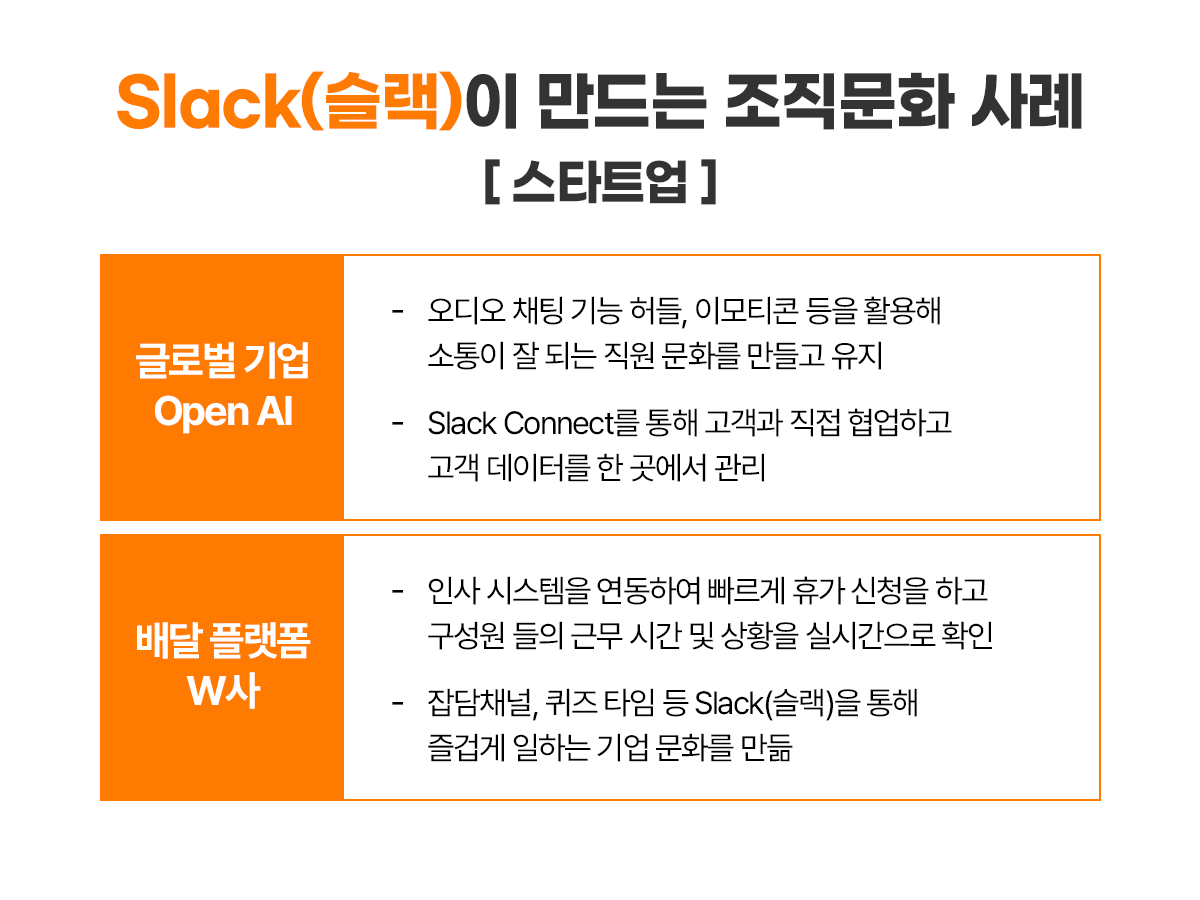 Slack(슬랙)이 만드는 조직문화 사례
[ 스타트업 ]
글로벌 기업
Open AI
- 오디오 채팅 기능 허들, 이모티콘 등을 활용해
소통이 잘 되는 직원 문화를 만들고 유지
- Slack Connect를 통해 고객과 직접 협업하고
고객 데이터를 한 곳에서 관리
배달 플랫폼
W사
- 인사 시스템을 연동하여 빠르게 휴가 신청을 하고
구성원 들의 근무 시간 및 상황을 실시간으로 확인
- 잡담채널, 퀴즈 타임 등 Slack(슬랙)을 통해
즐겁게 일하는 기업 문화를 만듦